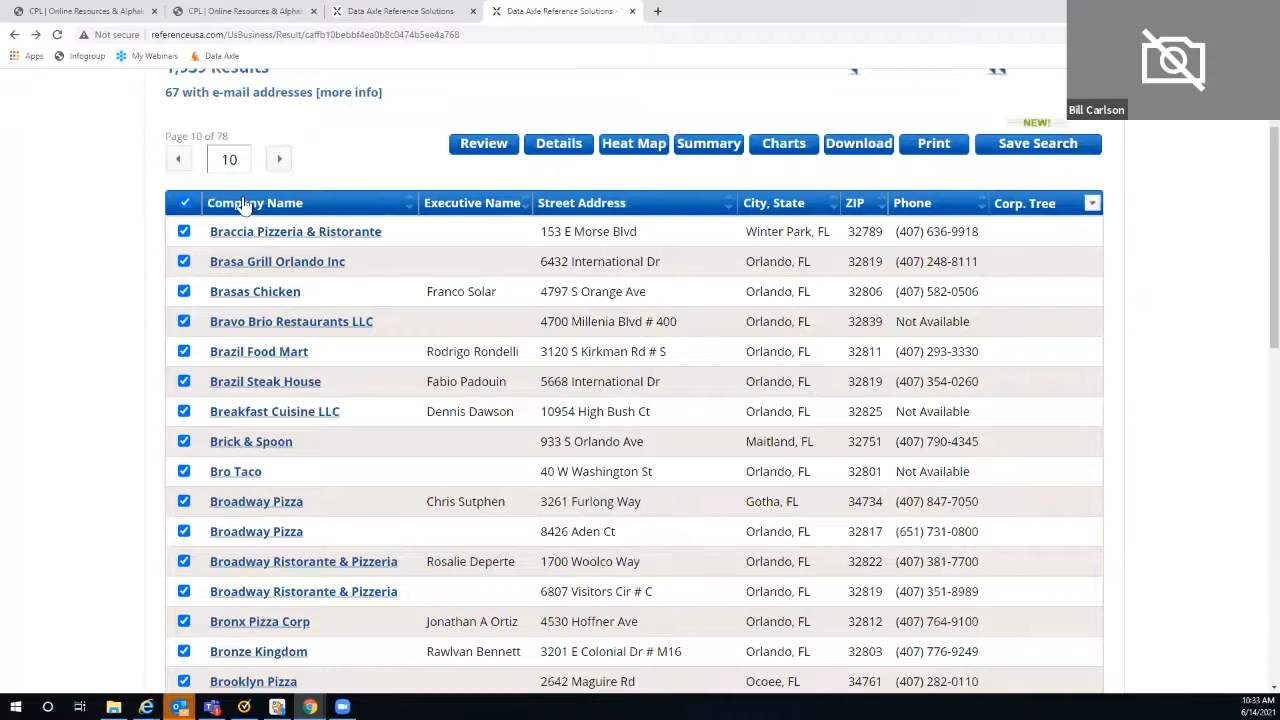 CPL | Online Resources & Alphab
CPL | Online Resources & Alphab
Data Axle Reference Solutions
Data Axle Reference Solutions -
Not secure | referenceusa.com/UsBusiness/Result/caffb10bebbf4ea0b8c0474b5ee4a768
Apps Infogroup My Webinars Data Axle
Bill Carlson
1,939 Results
67 with e-mail addresses [more info]
NEW!
Page 10 of 78
10
Review Details Heat Map Summary Charts Download Print Save Search
Company Name Executive Name Street Address City, State ZIP Phone Corp. Tree
Braccia Pizzeria & Ristorante 153 E Morse Blvd Winter Park, FL 32789 (407) 636-9918
Brasa Grill Orlando Inc 6432 International Dr Orlando, FL 32819 (407) 248-8111
Brasas Chicken Franco Solar 4797 S Orange Ave Orlando, FL 32806 (407) 582-0506
Bravo Brio Restaurants LLC 4700 Millenia Blvd # 400 Orlando, FL 32839 Not Available
Brazil Food Mart Rodrigo Rondelli 3120 S Kirkman Rd # S Orlando, FL 32811 (407) 293-3330
Brazil Steak House Fabio Padouin 5668 International Dr Orlando, FL 32819 (407) 354-0260
Breakfast Cuisine LLC Dennis Dawson 10954 High Bush Ct Orlando, FL 32825 Not Available
Brick & Spoon 933 S Orlando Ave Maitland, FL 32751 (407) 790-4345
Bro Taco 40 W Washington St Orlando, FL 32801 Not Available
Broadway Pizza Chris Sutphen 3261 Furlong Way Gotha, FL 34734 (407) 847-7050
Broadway Pizza 8426 Aden Ct Orlando, FL 32817 (651) 731-0800
Broadway Ristorante & Pizzeria Rosalie Deperte 1700 Woolco Way Orlando, FL 32822 (407) 381-7700
Broadway Ristorante & Pizzeria 6807 Visitors Cir # C Orlando, FL 32819 (407) 351-8989
Bronx Pizza Corp Jonathan A Ortiz 4530 Hoffner Ave Orlando, FL 32812 (407) 764-9100
Bronze Kingdom Rawlvan Bennett 3201 E Colonial Dr # M16 Orlando, FL 32803 (407) 776-9249
Brooklyn Pizza 2642 Maguire Rd Ocoee, FL 34761 (407) 282-0110
10:33 AM
6/14/2021